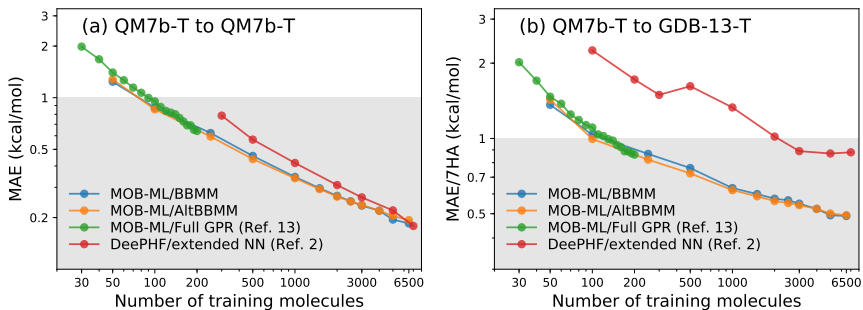 (a) QM7b-T to QM7b-T
MAE (kcal/mol)
3
2
1
0.5
0.2
MOB-ML/BBMM
MOB-ML/AltBBMM
MOB-ML/Full GPR (Ref. 13)
DeePHF/extended NN (Ref. 2)
30 100 200 500 1000 3000 6500
Number of training molecules
(b) QM7b-T to GDB-13-T
MAE/7HA (kcal/mol)
3
2
1
0.7
0.5
MOB-ML/BBMM
MOB-ML/AltBBMM
MOB-ML/Full GPR (Ref. 13)
DeePHF/extended NN (Ref. 2)
30 100 200 500 1000 3000 6500
Number of training molecules